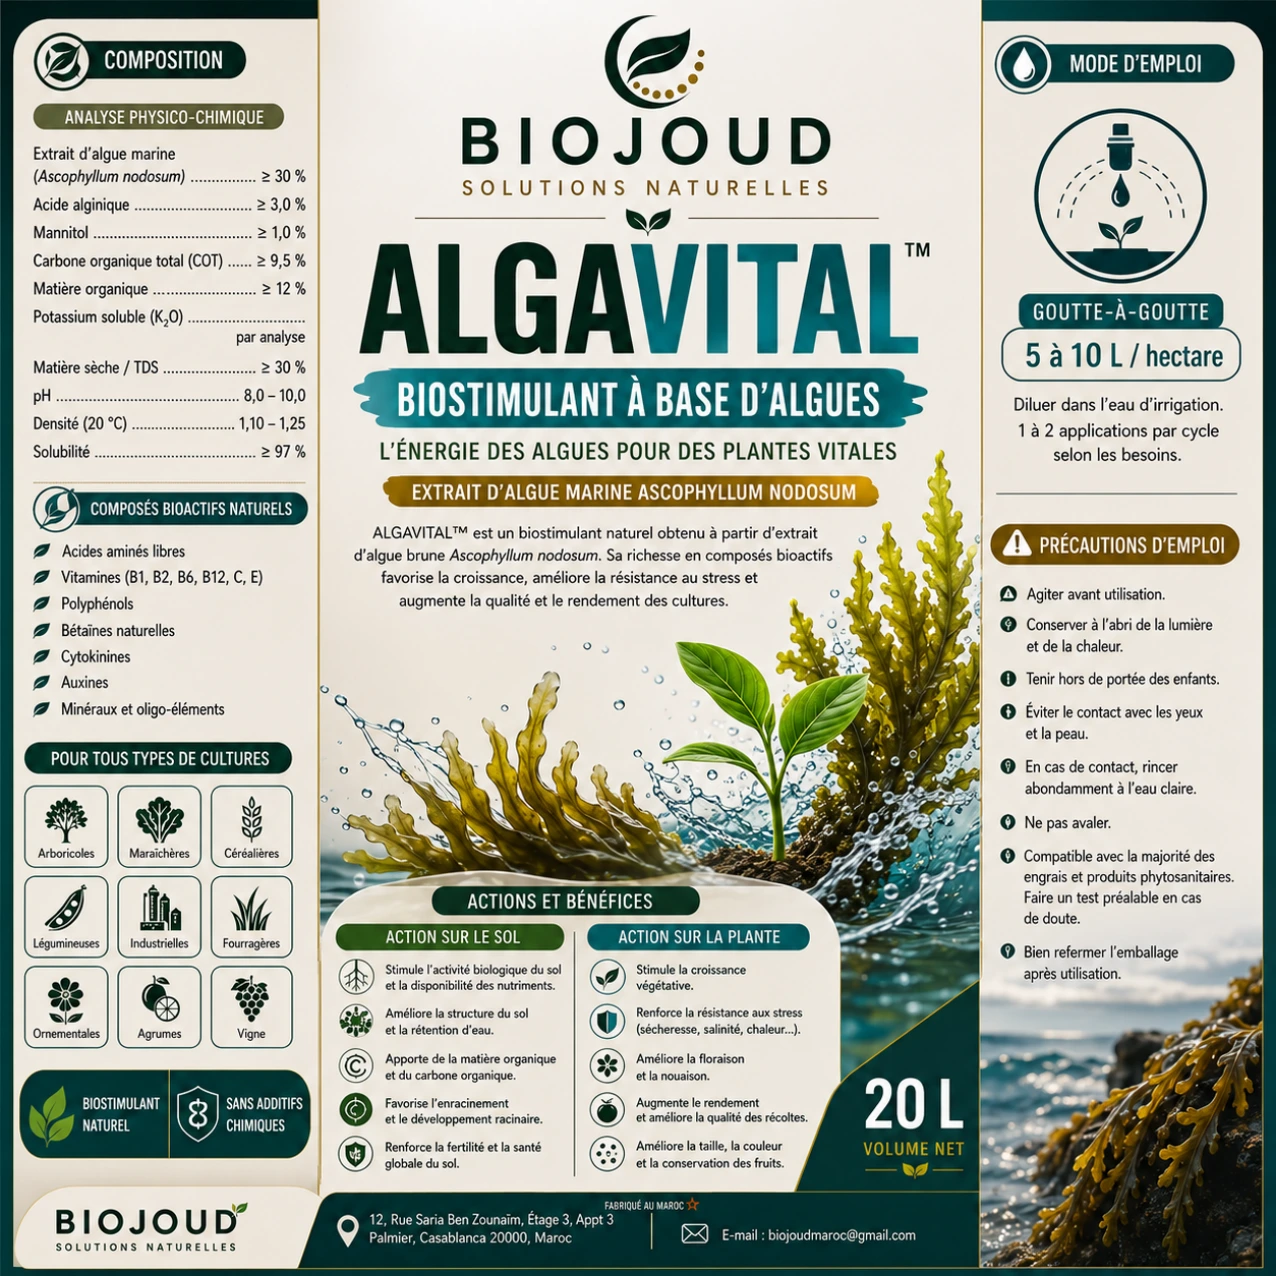 COMPOSITION
ANALYSE PHYSICO-CHIMIQUE
Extrait d'algue marine
(Ascophyllum nodosum) ................ ≥ 30 %
Acide alginique ............................. ≥ 3,0 %
Mannitol ........................................ ≥ 1,0 %
Carbone organique total (COT) ...... ≥ 9,5 %
Matière organique .......................... ≥ 12 %
Potassium soluble (K₂O) .............................
par analyse
Matière sèche / TDS ....................... ≥ 30 %
pH ............................................. 8,0 – 10,0
Densité (20 °C) .......................... 1,10 – 1,25
Solubilité ......................................... ≥ 97 %
COMPOSÉS BIOACTIFS NATURELS
Acides aminés libres
Vitamines (B1, B2, B6, B12, C, E)
Polyphénols
Bétaïnes naturelles
Cytokinines
Auxines
Minéraux et oligo-éléments
POUR TOUS TYPES DE CULTURES
Arboricoles
Maraîchères
Céréalières
Légumineuses
Industrielles
Fourragères
Ornementales
Agrumes
Vigne
BIOSTIMULANT
NATUREL
SANS ADDITIFS
CHIMIQUES
BIOJOUD
SOLUTIONS NATURELLES
BIOJOUD
SOLUTIONS NATURELLES
ALGAVITAL™
BIOSTIMULANT À BASE D'ALGUES
L'ÉNERGIE DES ALGUES POUR DES PLANTES VITALES
EXTRAIT D'ALGUE MARINE ASCOPHYLLUM NODOSUM
ALGAVITAL™ est un biostimulant naturel obtenu à partir d'extrait
d'algue brune Ascophyllum nodosum. Sa richesse en composés bioactifs
favorise la croissance, améliore la résistance au stress et
augmente la qualité et le rendement des cultures.
ACTIONS ET BÉNÉFICES
ACTION SUR LE SOL
Stimule l'activité biologique du sol
et la disponibilité des nutriments.
Améliore la structure du sol
et la rétention d'eau.
Apporte de la matière organique
et du carbone organique.
Favorise l'enracinement
et le développement racinaire.
Renforce la fertilité et la santé
globale du sol.
ACTION SUR LA PLANTE
Stimule la croissance
végétative.
Renforce la résistance aux stress
(sécheresse, salinité, chaleur...).
Améliore la floraison
et la nouaison.
Augmente le rendement
et améliore la qualité des récoltes.
Améliore la taille, la couleur
et la conservation des fruits.
20 L
VOLUME NET
FABRIQUÉ AU MAROC
12, Rue Saria Ben Zounaïm, Étage 3, Appt 3
Palmier, Casablanca 20000, Maroc
E-mail : biojoudmaroc@gmail.com
MODE D'EMPLOI
GOUTTE-À-GOUTTE
5 à 10 L / hectare
Diluer dans l'eau d'irrigation.
1 à 2 applications par cycle
selon les besoins.
PRÉCAUTIONS D'EMPLOI
Agiter avant utilisation.
Conserver à l'abri de la lumière
et de la chaleur.
Tenir hors de portée des enfants.
Éviter le contact avec les yeux
et la peau.
En cas de contact, rincer
abondamment à l'eau claire.
Ne pas avaler.
Compatible avec la majorité des
engrais et produits phytosanitaires.
Faire un test préalable en cas
de doute.
Bien refermer l'emballage
après utilisation.